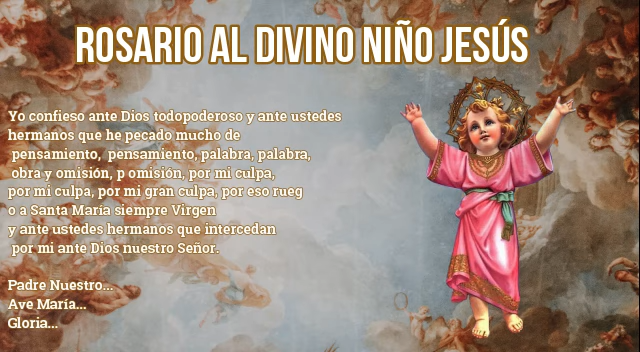 ROSARIO AL DIVINO NIÑO JESÚS
Yo confieso ante Dios todopoderoso y ante ustedes
hermanos que he pecado mucho de
pensamiento, pensamiento, palabra, palabra,
obra y omisión, p omisión, por mi culpa,
por mi culpa, por mi gran culpa, por eso rueg
o a Santa María siempre Virgen
y ante ustedes hermanos que intercedan
por mi ante Dios nuestro Señor.
Padre Nuestro...
Ave María...
Gloria...